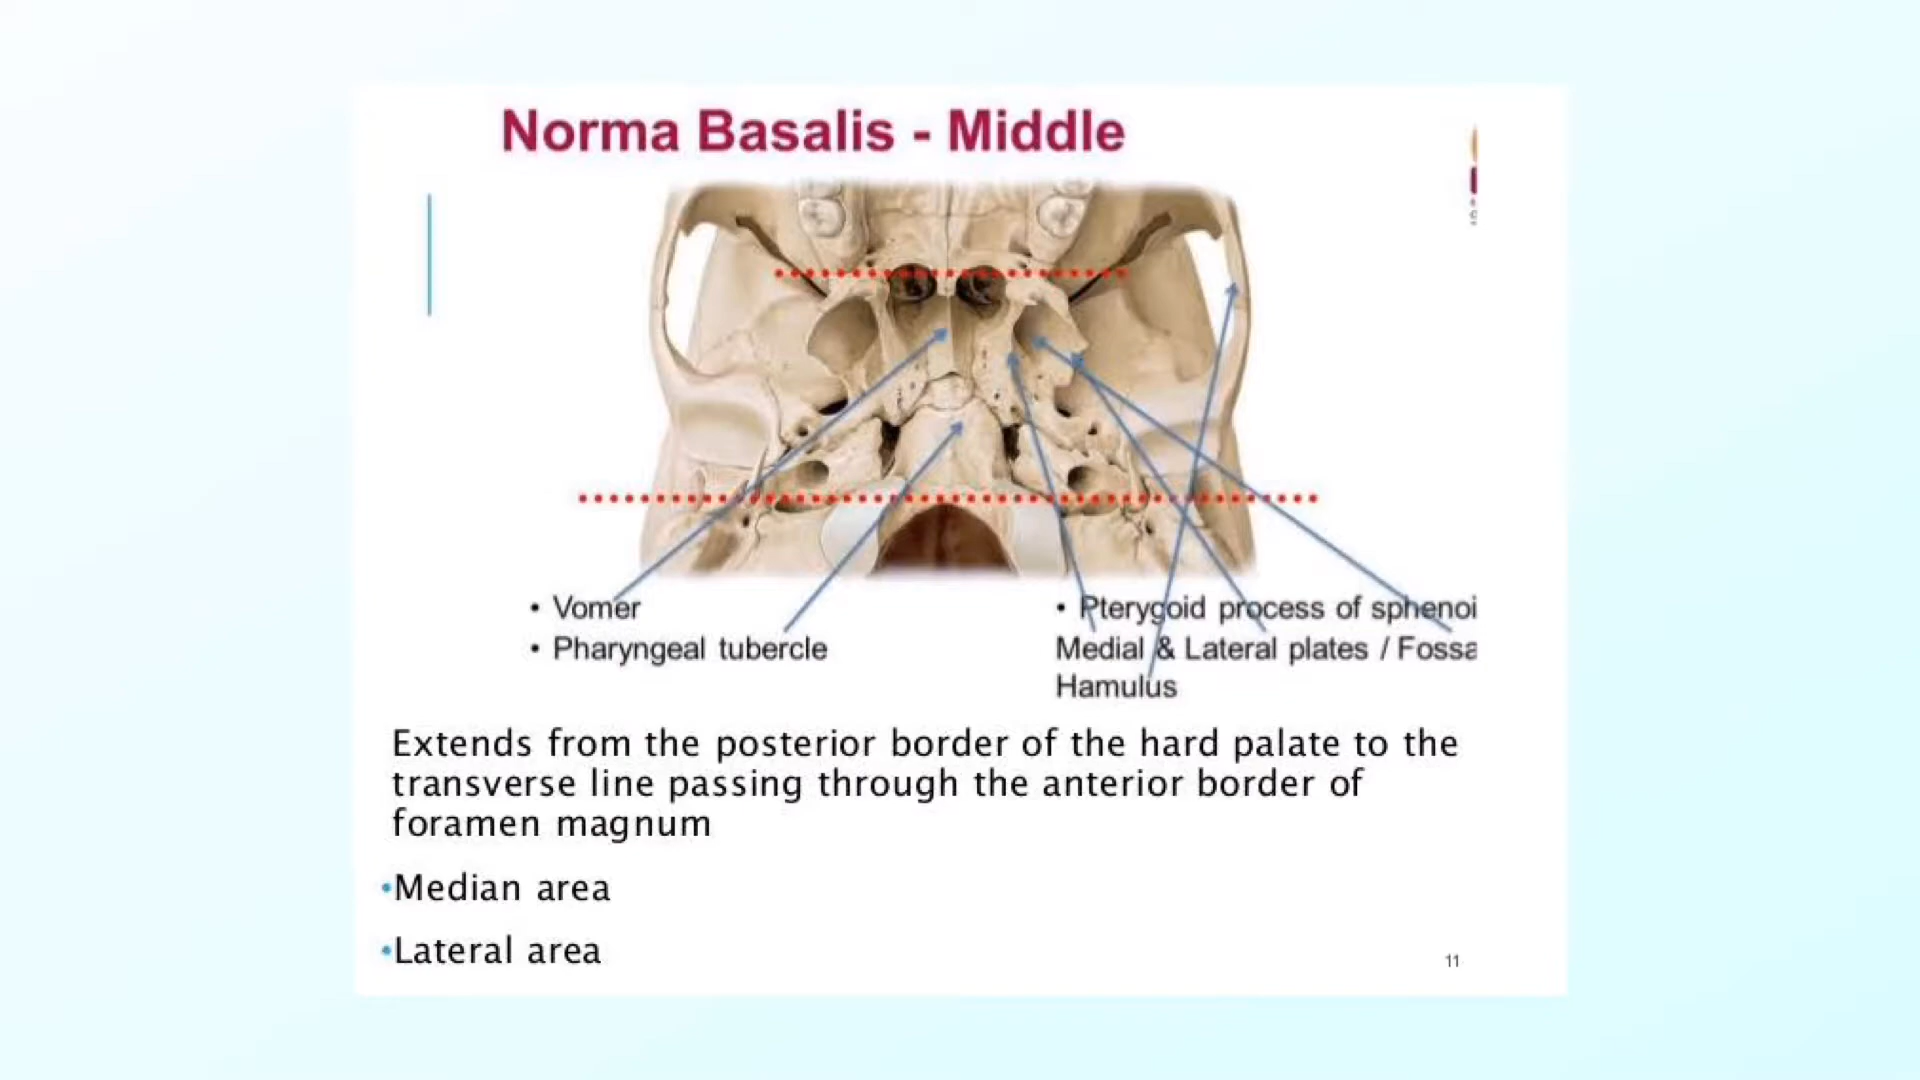 Norma Basalis - Middle
• Vomer
• Pharyngeal tubercle
• Pterygoid process of sphenoi
Medial & Lateral plates / Fossa
Hamulus
Extends from the posterior border of the hard palate to the
transverse line passing through the anterior border of
foramen magnum
•Median area
•Lateral area
11